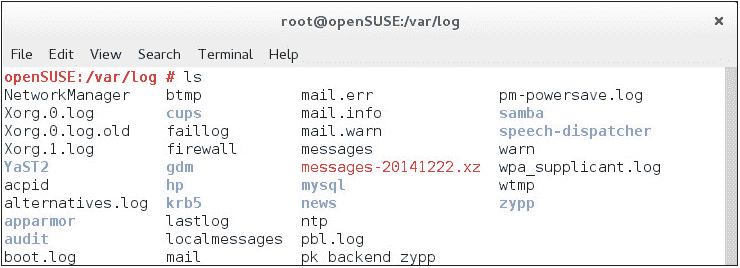 root@openSUSE:/var/log ×
File Edit View Search Terminal Help
openSUSE:/var/log # ls
NetworkManager btmp mail.err pm-powersave.log
Xorg.0.log cups mail.info samba
Xorg.0.log.old faillog mail.warn speech-dispatcher
Xorg.1.log firewall messages warn
YaST2 gdm messages-20141222.xz wpa_supplicant.log
acpid hp mysql wtmp
alternatives.log krb5 news zypp
apparmor lastlog ntp
audit localmessages pbl.log
boot.log mail pk backend zypp